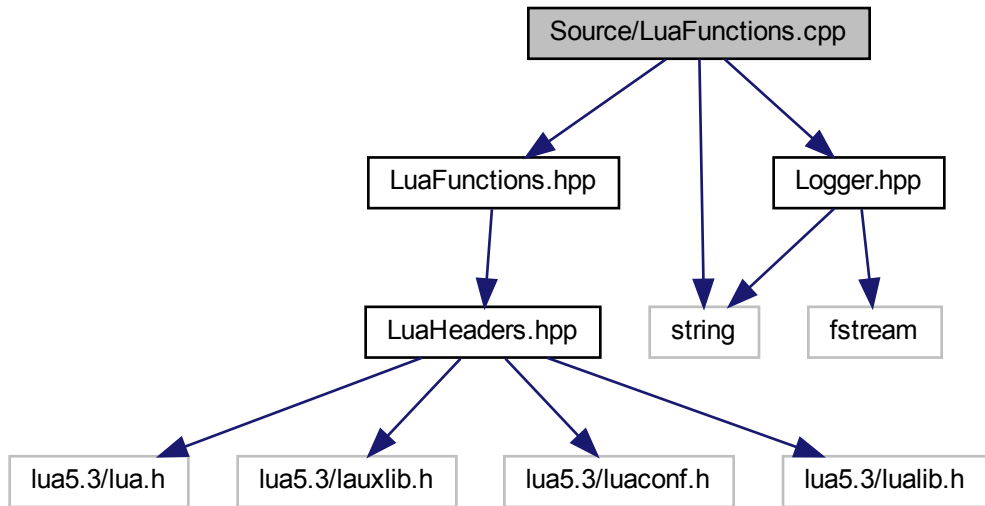 Source/LuaFunctions.cpp
LuaFunctions.hpp
Logger.hpp
LuaHeaders.hpp
string
fstream
lua5.3/lua.h
lua5.3/lauxlib.h
lua5.3/luaconf.h
lua5.3/lualib.h